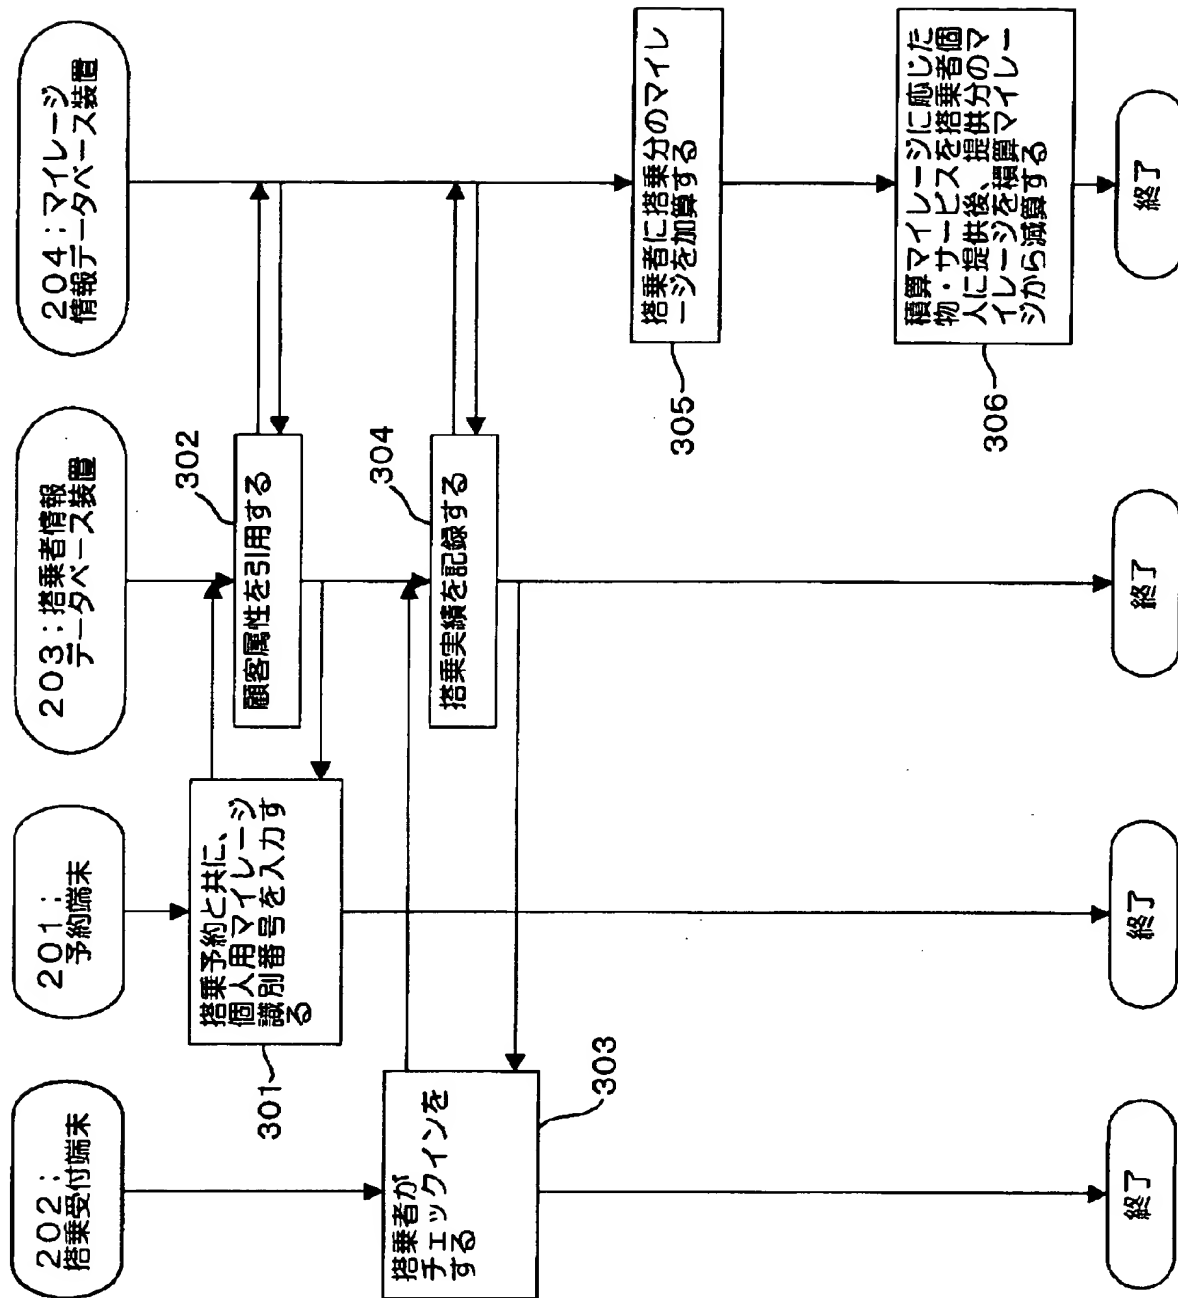 202：
搭乗受付端末
201：
予約端末
203：搭乗者情報
データベース装置
204：マイレージ
情報データベース装置
搭乗予約と共に、
個人用マイレージ
識別番号を入力す
る
301
顧客属性を引用する
302
搭乗者が
チェックインを
する
303
搭乗実績を記録する
304
搭乗者に搭乗分のマイレ
ージを加算する
305
積算マイレージに応じた
物・サービスを搭乗者個
人に提供後、提供分のマ
イレージを積算マイレー
ジから減算する
306
終了
終了
終了
終了